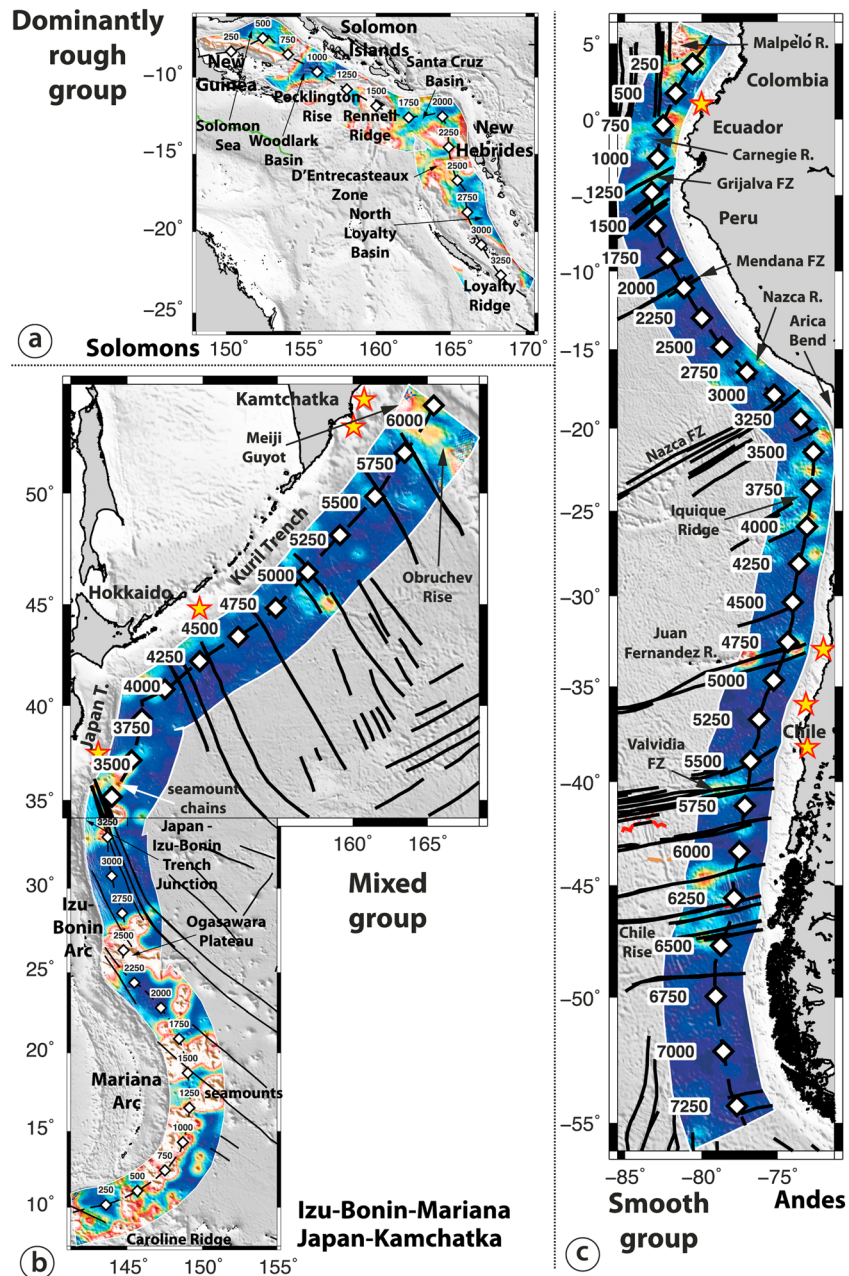 Dominantly
rough
group
Solomon
Islands
New
Guinea
Solomon
Sea
Woodlark
Basin
Pocklington
Rise
Rennell
Ridge
Santa Cruz
Basin
New
Hebrides
D'Entrecasteaux
Zone
North
Loyalty
Basin
Loyalty
Ridge
250
500
750
1000
1250
1500
1750
2000
2250
2500
2750
3000
3250
−10°
−15°
−20°
−25°
150°
155°
160°
165°
170°
a
Solomons
Kamtchatka
Meiji
Guyot
Obruchev
Rise
Kuril Trench
Hokkaido
Japan T.
seamount
chains
Japan -
Izu-Bonin
Trench
Junction
Izu-
Bonin
Arc
Ogasawara
Plateau
Mariana
Arc
seamounts
Caroline Ridge
6000
5750
5500
5250
5000
4750
4500
4250
4000
3750
3500
3250
3000
2750
2500
2250
2000
1750
1500
1250
1000
750
500
250
50°
45°
40°
35°
30°
25°
20°
15°
10°
160°
165°
145°
150°
155°
Mixed
group
b
Izu-Bonin-Mariana
Japan-Kamchatka
Malpelo R.
Colombia
Ecuador
Carnegie R.
Grijalva FZ
Peru
Mendana FZ
Nazca R.
Arica
Bend
Nazca FZ
Iquique
Ridge
Juan
Fernandez R.
Chile
Valvidia
FZ
Chile
Rise
250
500
750
1000
1250
1500
1750
2000
2250
2500
2750
3000
3250
3500
3750
4000
4250
4500
4750
5000
5250
5500
5750
6000
6250
6500
6750
7000
7250
5°
0°
−5°
−10°
−15°
−20°
−25°
−30°
−35°
−40°
−45°
−50°
−55°
−85°
−80°
−75°
c
Smooth
group
Andes